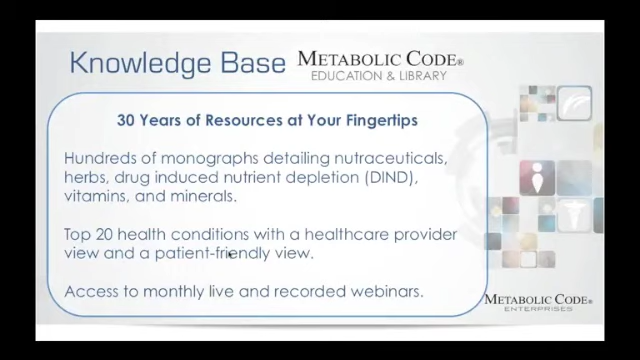 Knowledge Base METABOLIC CODE®
EDUCATION & LIBRARY
30 Years of Resources at Your Fingertips
Hundreds of monographs detailing nutraceuticals,
herbs, drug induced nutrient depletion (DIND),
vitamins, and minerals.
Top 20 health conditions with a healthcare provider
view and a patient-friendly view.
Access to monthly live and recorded webinars.
METABOLIC CODE®
ENTERPRISES